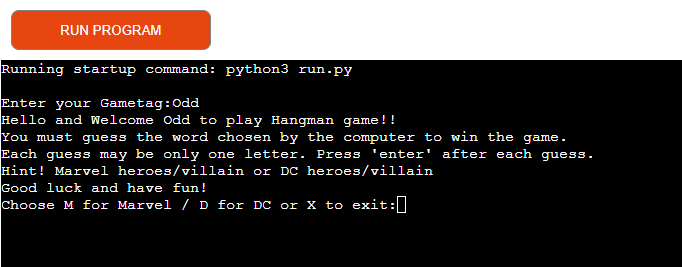 RUN PROGRAM
Running startup command: python3 run.py
Enter your Gametag:Odd
Hello and Welcome Odd to play Hangman game!!
You must guess the word chosen by the computer to win the game.
Each guess may be only one letter. Press 'enter' after each guess.
Hint! Marvel heroes/villain or DC heroes/villain
Good luck and have fun!
Choose M for Marvel / D for DC or X to exit: